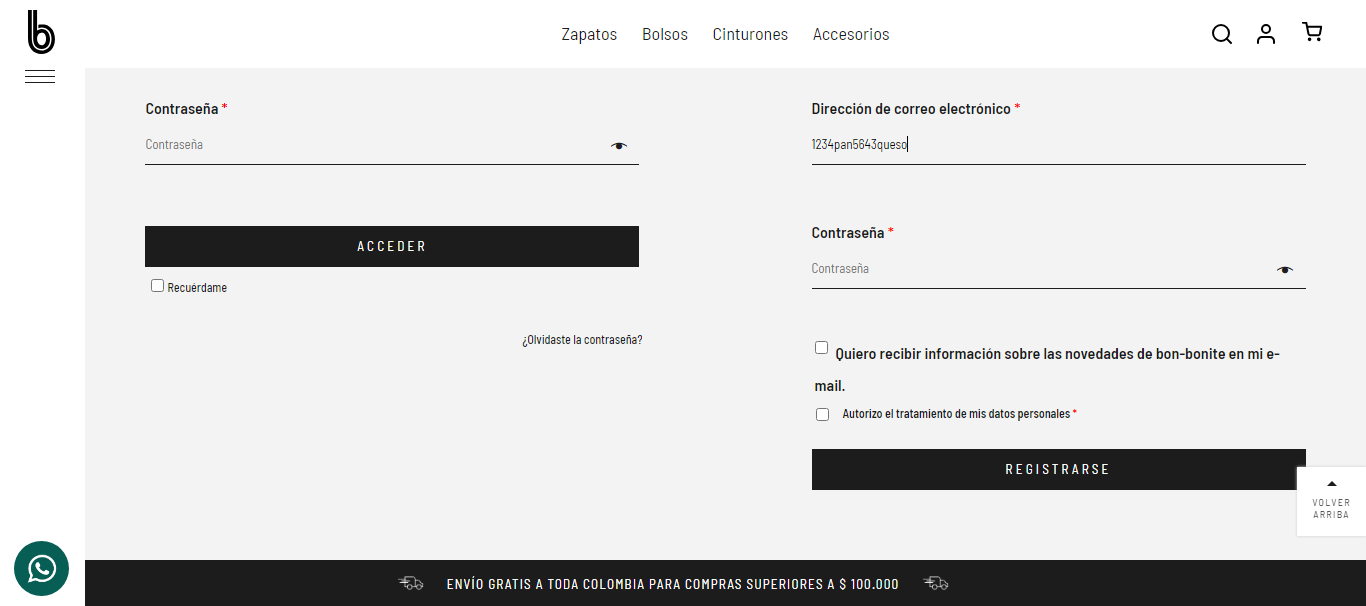 b
Zapatos Bolsos Cinturones Accesorios
Contraseña *
Contraseña
ACCEDER
Recuérdame
¿Olvidaste la contraseña?
Dirección de correo electrónico *
1234pan5643queso
Contraseña *
Contraseña
Quiero recibir información sobre las novedades de bon-bonite en mi e-
mail.
Autorizo el tratamiento de mis datos personales *
REGISTRARSE
VOLVER
ARRIBA
ENVÍO GRATIS A TODA COLOMBIA PARA COMPRAS SUPERIORES A $ 100.000